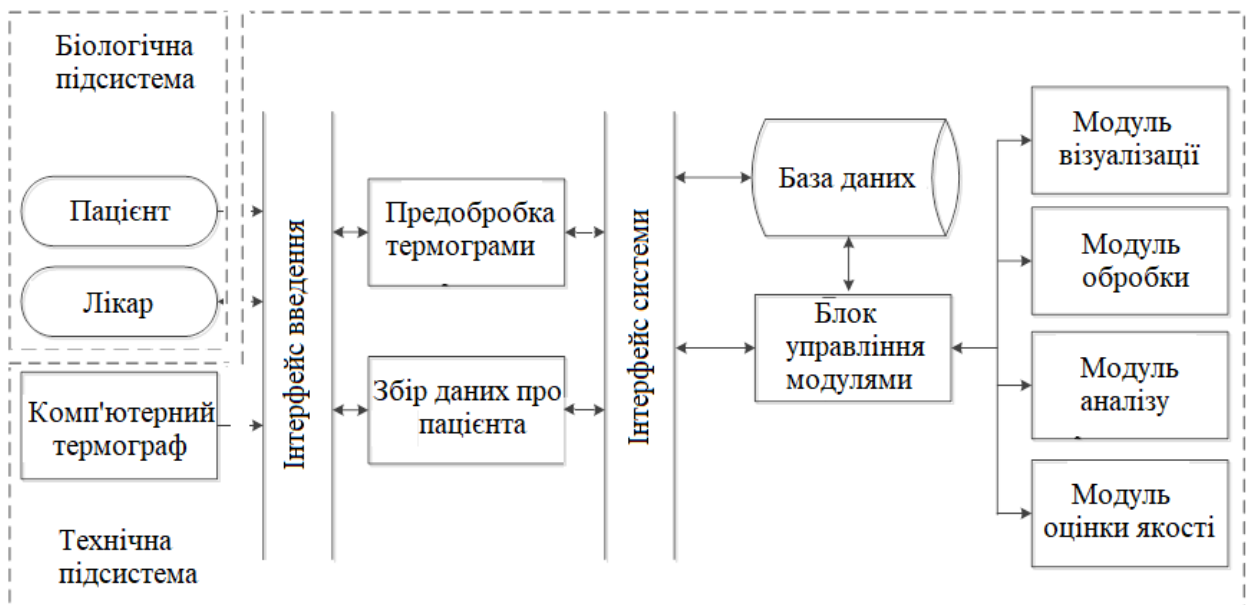 Біологічна
підсистема
Пацієнт
Лікар
Комп'ютерний
термограф
Технічна
підсистема
Інтерфейс введення
Предобробка
термограми
Збір даних про
пацієнта
Інтерфейс системи
База даних
Блок
управління
модулями
Модуль
візуалізації
Модуль
обробки
Модуль
аналізу
Модуль
оцінки якості